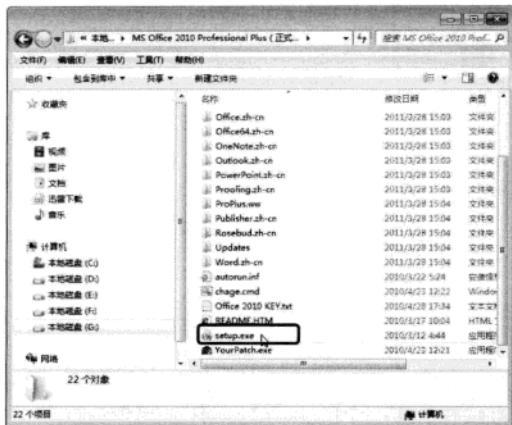 « 本地... ▸ MS Office 2010 Professional Plus ( 正式... ▸
搜索 MS Office 2010 Prof...
文件(F) 编辑(E) 查看(V) 工具(T) 帮助(H)
组织 ▾ 包含到库中 ▾ 共享 ▾ 新建文件夹
收藏夹
库
视频
图片
文档
迅雷下载
音乐
计算机
本地磁盘 (C:)
本地磁盘 (D:)
本地磁盘 (E:)
本地磁盘 (F:)
本地磁盘 (G:)
网络
名称 修改日期 类型
Office.zh-cn 2011/3/28 15:03 文件夹
Office64.zh-cn 2011/3/28 15:03 文件夹
OneNote.zh-cn 2011/3/28 15:03 文件夹
Outlook.zh-cn 2011/3/28 15:03 文件夹
PowerPoint.zh-cn 2011/3/28 15:03 文件夹
Proofing.zh-cn 2011/3/28 15:03 文件夹
ProPlus.ww 2011/3/28 15:04 文件夹
Publisher.zh-cn 2011/3/28 15:04 文件夹
Rosebud.zh-cn 2011/3/28 15:04 文件夹
Updates 2011/3/28 15:04 文件夹
Word.zh-cn 2011/3/28 15:04 文件夹
autorun.inf 2010/3/22 5:24 安装信
chage.cmd 2010/4/23 12:22 Window
Office 2010 KEY.txt 2010/4/28 17:34 文本文
README.HTM 2010/3/17 10:04 HTML
setup.exe 2010/3/12 4:44 应用程
YourPatch.exe 2010/4/23 12:21 应用程
22 个对象
22 个项目
计算机